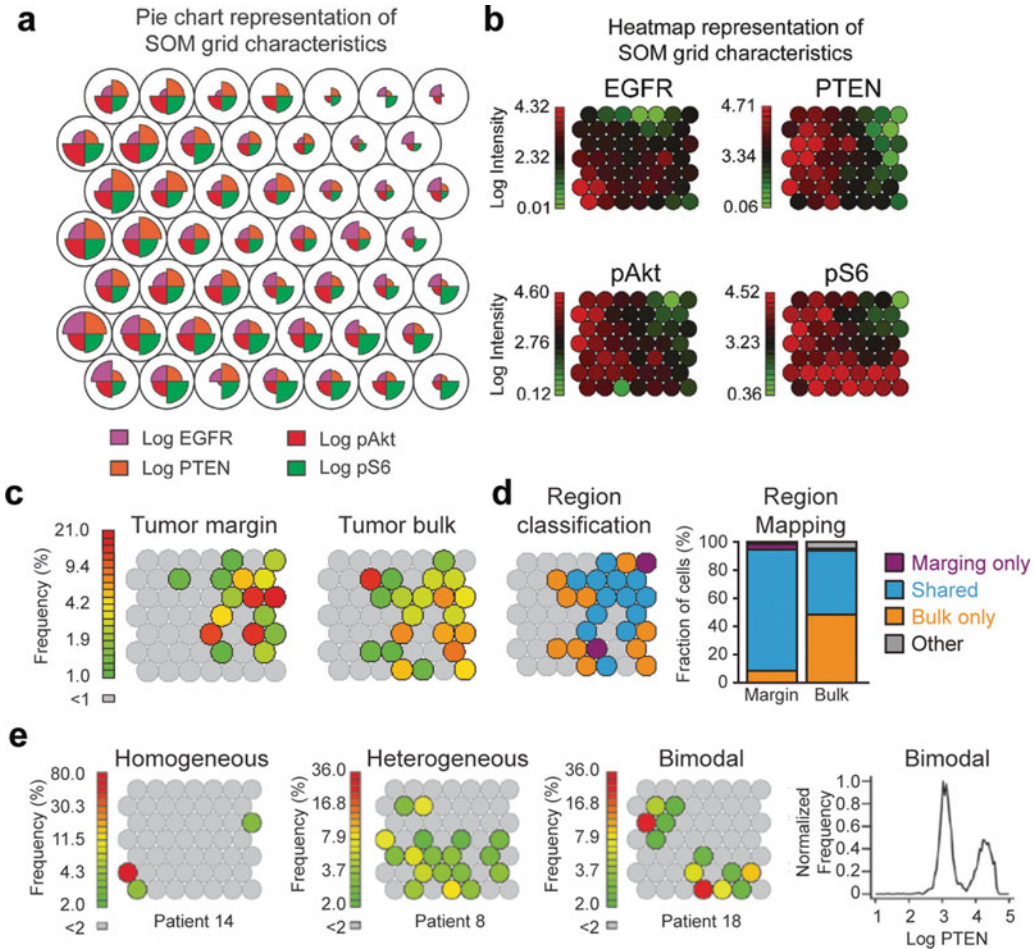 a
Pie chart representation of
SOM grid characteristics
Log EGFR
Log pAkt
Log PTEN
Log pS6
b
Heatmap representation of
SOM grid characteristics
EGFR
PTEN
Log Intensity
4.32
2.32
0.01
4.71
3.34
0.06
pAkt
pS6
Log Intensity
4.60
2.76
0.12
4.52
3.23
0.36
c
Tumor margin
Tumor bulk
Frequency (%)
21.0
9.4
4.2
1.9
1.0
<1
d
Region
classification
Region
Mapping
Fraction of cells (%)
100
80
60
40
20
0
Margin
Bulk
Marging only
Shared
Bulk only
Other
e
Homogeneous
Frequency (%)
80.0
30.3
11.5
4.3
2.0
<2
Patient 14
Heterogeneous
Frequency (%)
36.0
16.8
7.9
3.7
2.0
<2
Patient 8
Bimodal
Frequency (%)
36.0
16.8
7.9
3.7
2.0
<2
Patient 18
Bimodal
Normalized
Frequency
1.0
0.8
0.6
0.4
0.2
0
1 2 3 4 5
Log PTEN